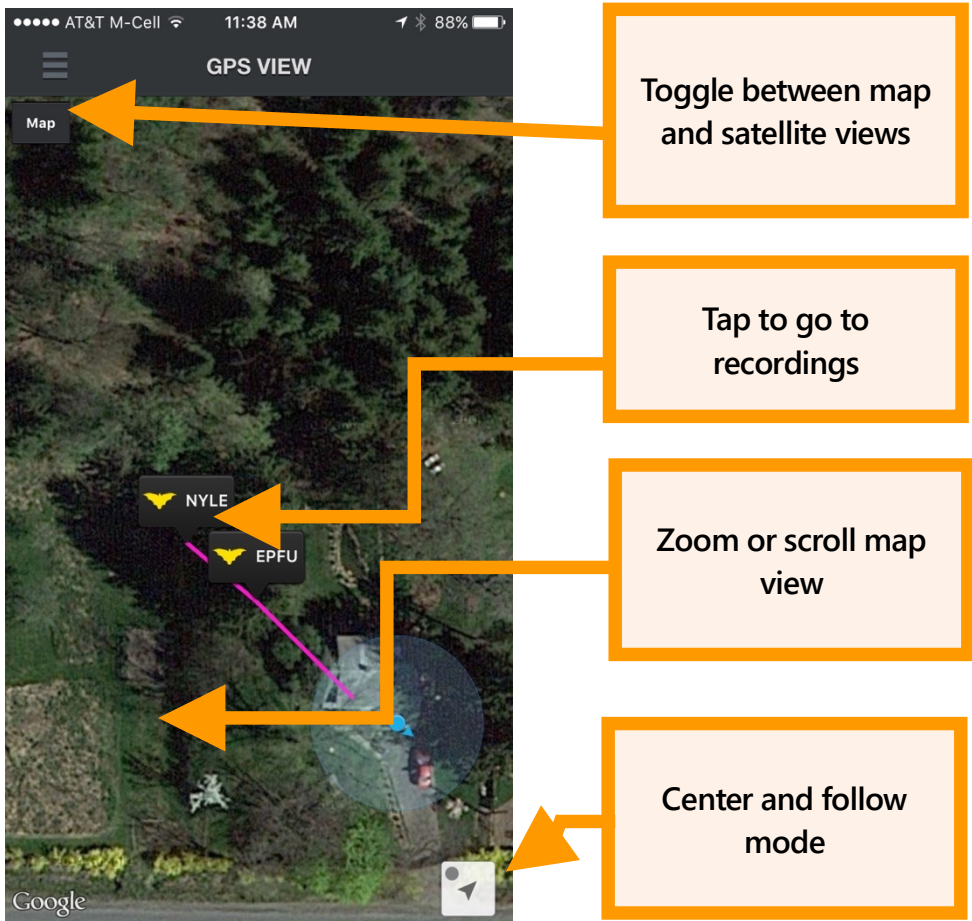 AT&T M-Cell 11:38 AM 88%
GPS VIEW
Map
Toggle between map
and satellite views
Tap to go to
recordings
NYLE
EPFU
Zoom or scroll map
view
Center and follow
mode
Google